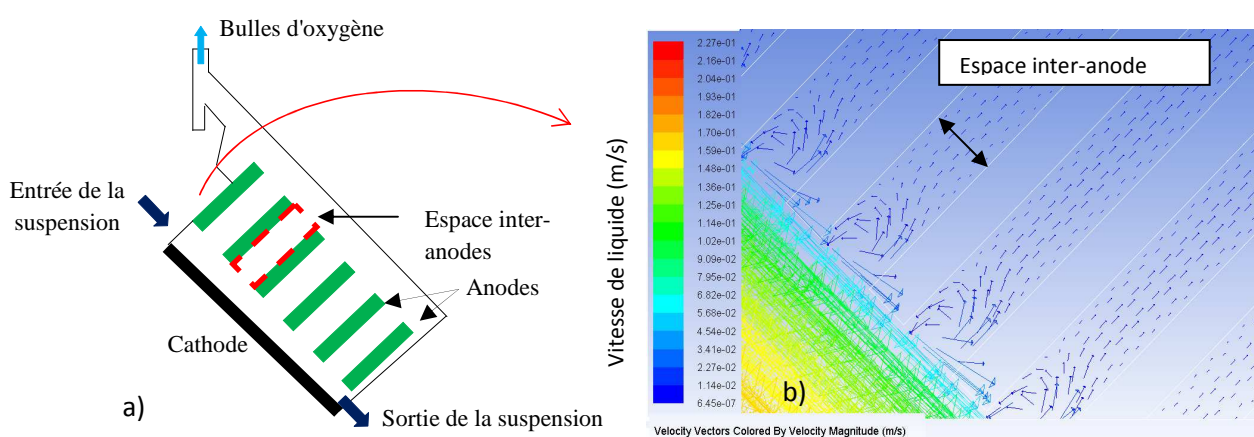 Bulles d'oxygène
Entrée de la
suspension
Espace inter-
anodes
Anodes
Cathode
a)
Sortie de la suspension
Vitesse de liquide (m/s)
2.27e-01
2.16e-01
2.04e-01
1.93e-01
1.82e-01
1.70e-01
1.59e-01
1.48e-01
1.36e-01
1.25e-01
1.14e-01
1.02e-01
9.09e-02
7.95e-02
6.82e-02
5.68e-02
4.54e-02
3.41e-02
2.27e-02
1.14e-02
6.45e-07
Espace inter-anode
b)
Velocity Vectors Colored By Velocity Magnitude (m/s)